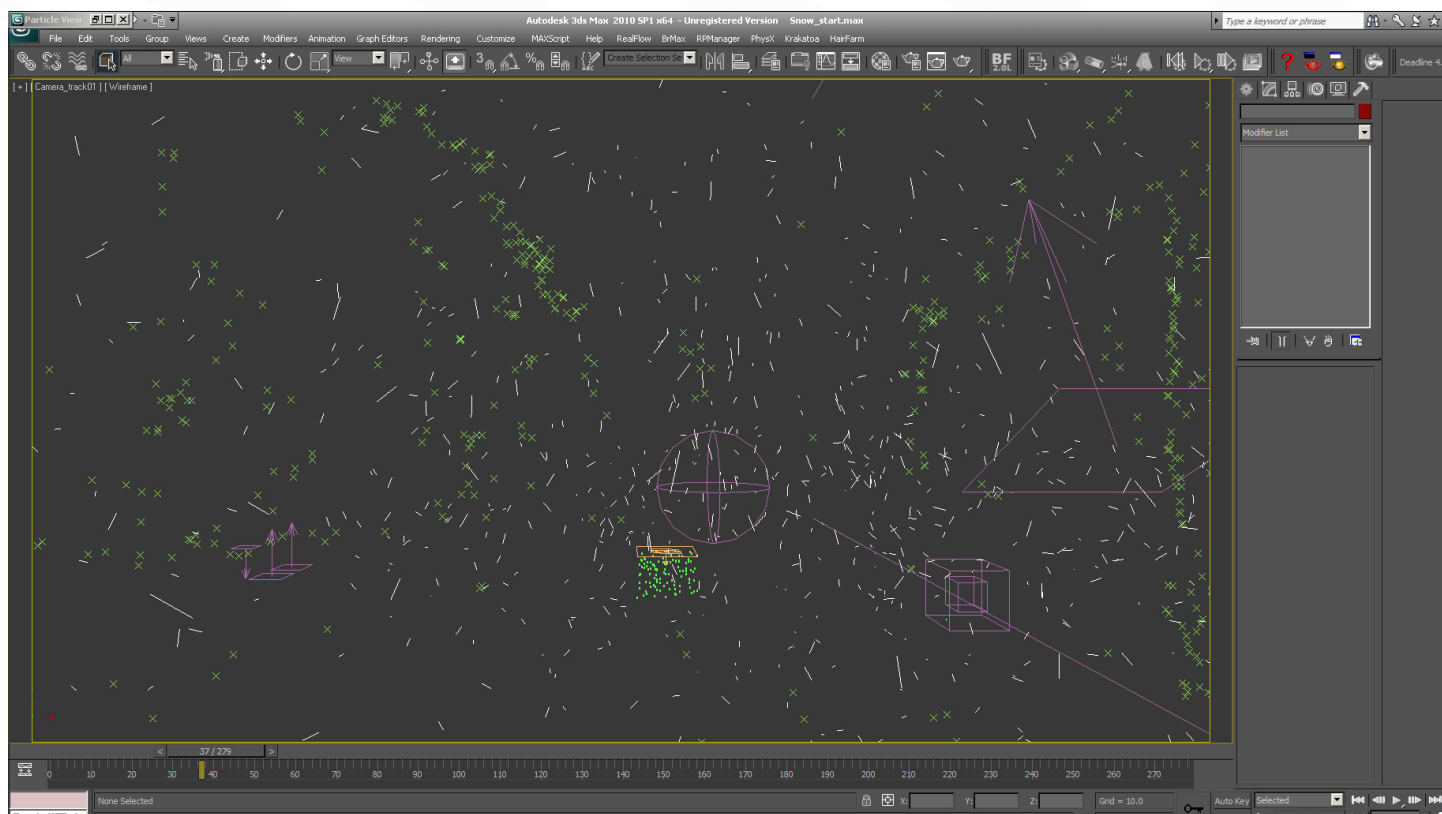 Particle View
Autodesk 3ds Max 2010 SP1 x64 - Unregistered Version Snow_start.max
Type a keyword or phrase
File Edit Tools Group Views Create Modifiers Animation Graph Editors Rendering Customize MAXScript Help RealFlow BrMax RPManager PhysX Krakatoa HairFarm
All View 3 % Create Selection Se BF 2.0L ? Deadline 4.
[ + ] [ Camera_track01 ] [ Wireframe ]
Modifier List
< 37 / 279 >
0 10 20 30 40 50 60 70 80 90 100 110 120 130 140 150 160 170 180 190 200 210 220 230 240 250 260 270
None Selected X: Y: Z: Grid = 10.0 Auto Key Selected